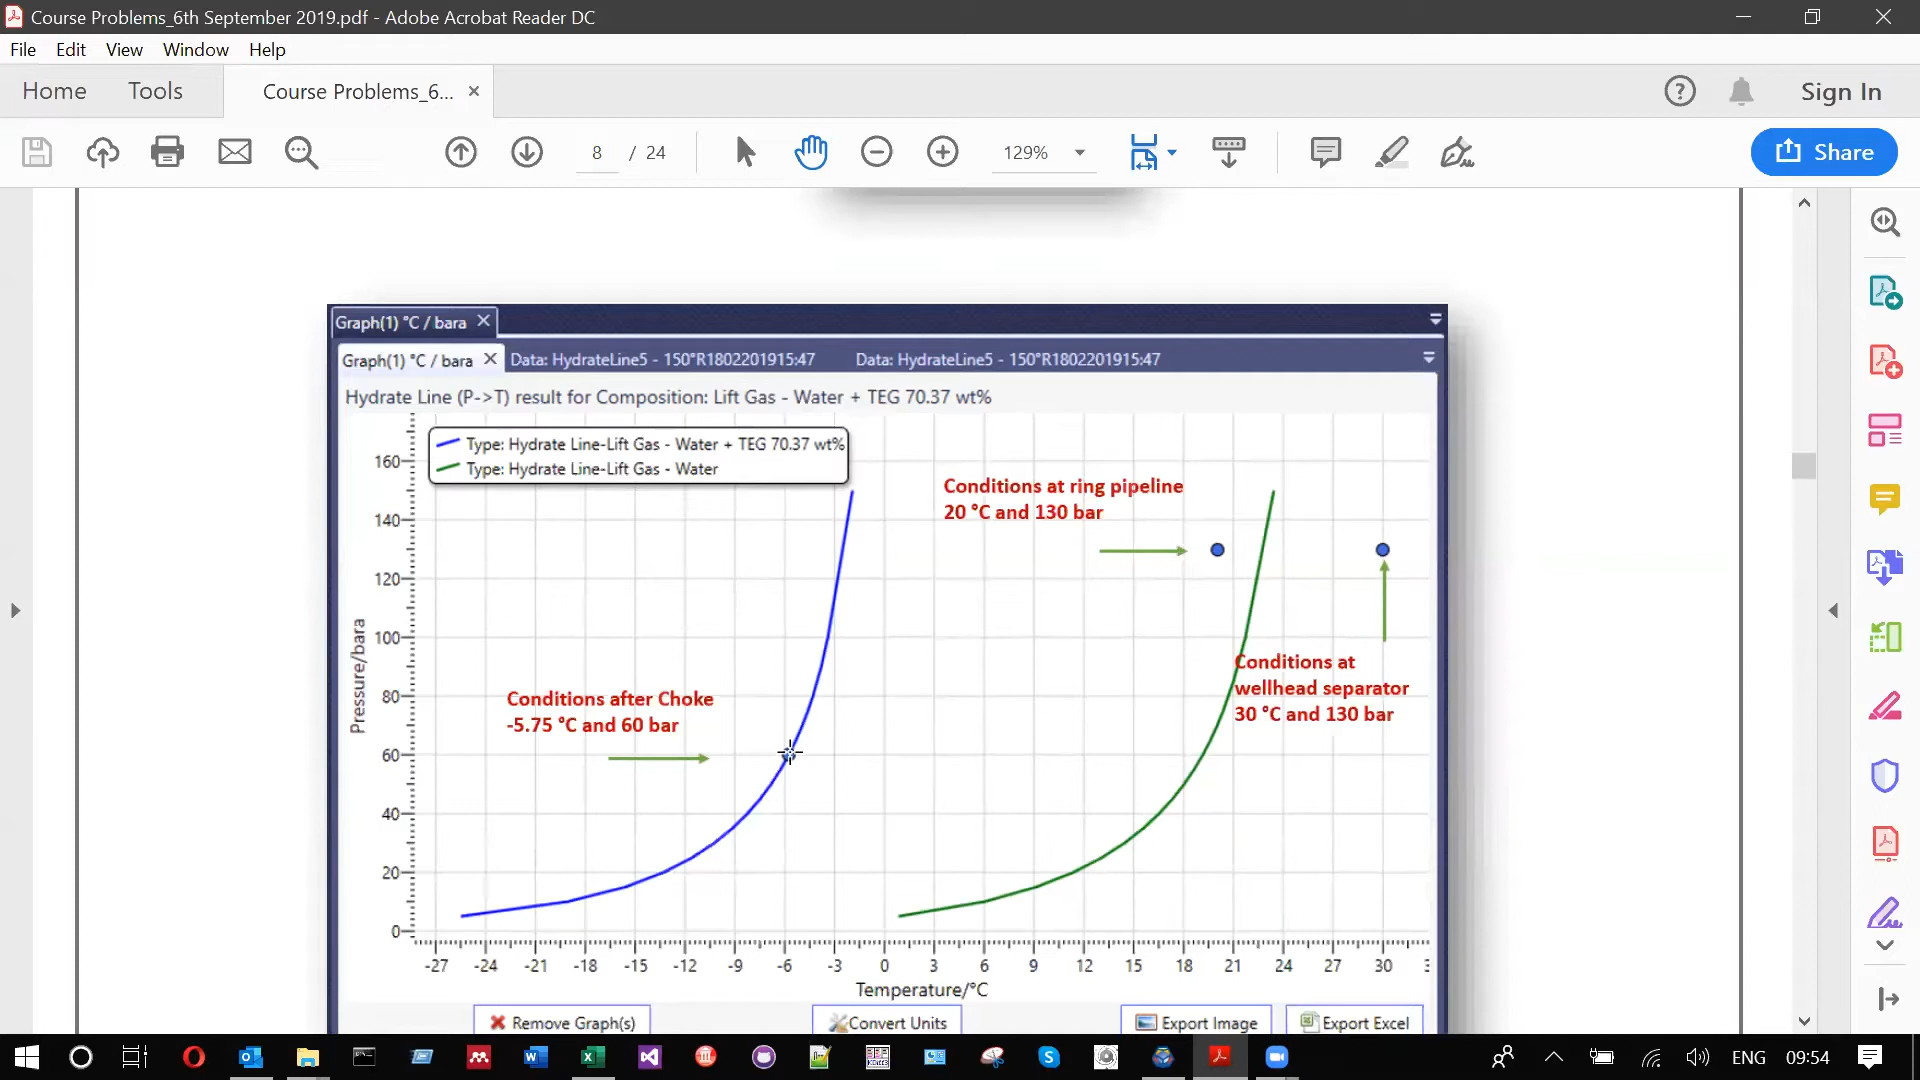 Course Problems_6th September 2019.pdf - Adobe Acrobat Reader DC
File Edit View Window Help
Home Tools Course Problems_6... × Sign In
8 / 24 129% Share
Graph(1) °C / bara
Graph(1) °C / bara Data: HydrateLine5 - 150°R1802201915:47 Data: HydrateLine5 - 150°R1802201915:47
Hydrate Line (P->T) result for Composition: Lift Gas - Water + TEG 70.37 wt%
Type: Hydrate Line-Lift Gas - Water + TEG 70.37 wt%
Type: Hydrate Line-Lift Gas - Water
Conditions at ring pipeline
20 °C and 130 bar
Conditions at
wellhead separator
30 °C and 130 bar
Conditions after Choke
-5.75 °C and 60 bar
Pressure/bara
160
140
120
100
80
60
40
20
0
-27 -24 -21 -18 -15 -12 -9 -6 -3 0 3 6 9 12 15 18 21 24 27 30
Temperature/°C
Remove Graph(s) Convert Units Export Image Export Excel
ENG 09:54